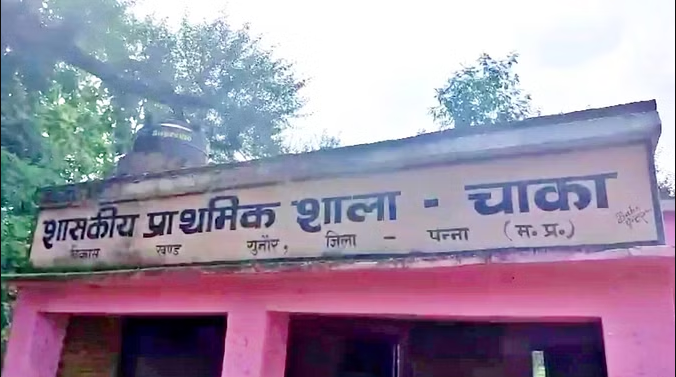 शासकीय प्राथमिक शाला - चाका
विकास खण्ड गुनौर, जिला - पन्ना (म.प्र.)